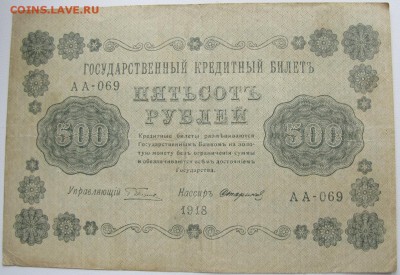 COINS.LAVE.RU
ГОСУДАРСТВЕННЫЙ КРЕДИТНЫЙ БИЛЕТЪ
АА-069
ПЯТЬСОТЪ
РУБЛЕЙ
500
500
Кредитные билеты размѣниваются
Государственнымъ Банкомъ на золо-
тую монету безъ ограниченія суммы
и обезпечиваются всѣмъ достояніемъ
Государства.
Управляющій
Кассиръ
АА-069
1918